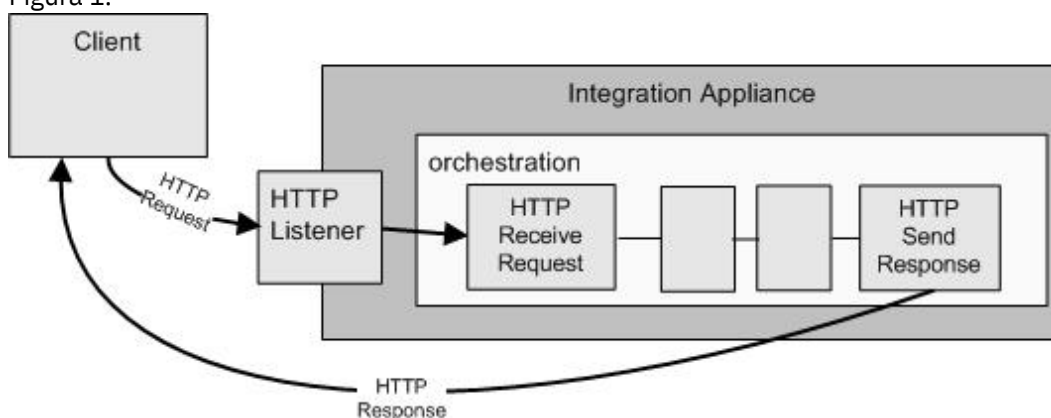 Figura 1.
Client
Integration Appliance
orchestration
HTTP
Request
HTTP
Listener
HTTP
Receive
Request
HTTP
Send
Response
HTTP
Response